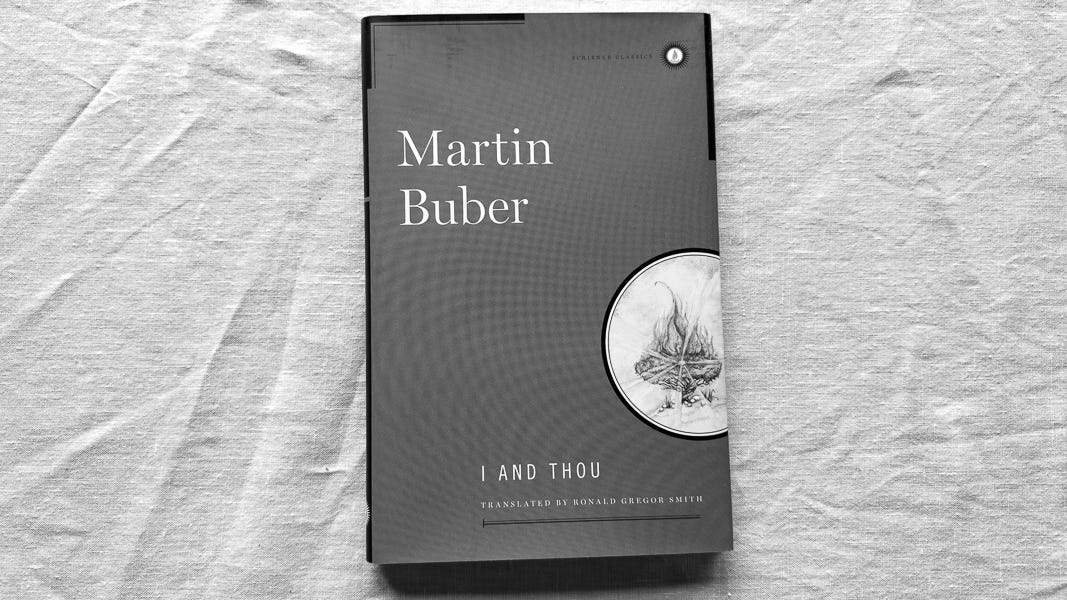 SCRIBNER CLASSICS
Martin
Buber
I AND THOU
TRANSLATED BY RONALD GREGOR SMITH